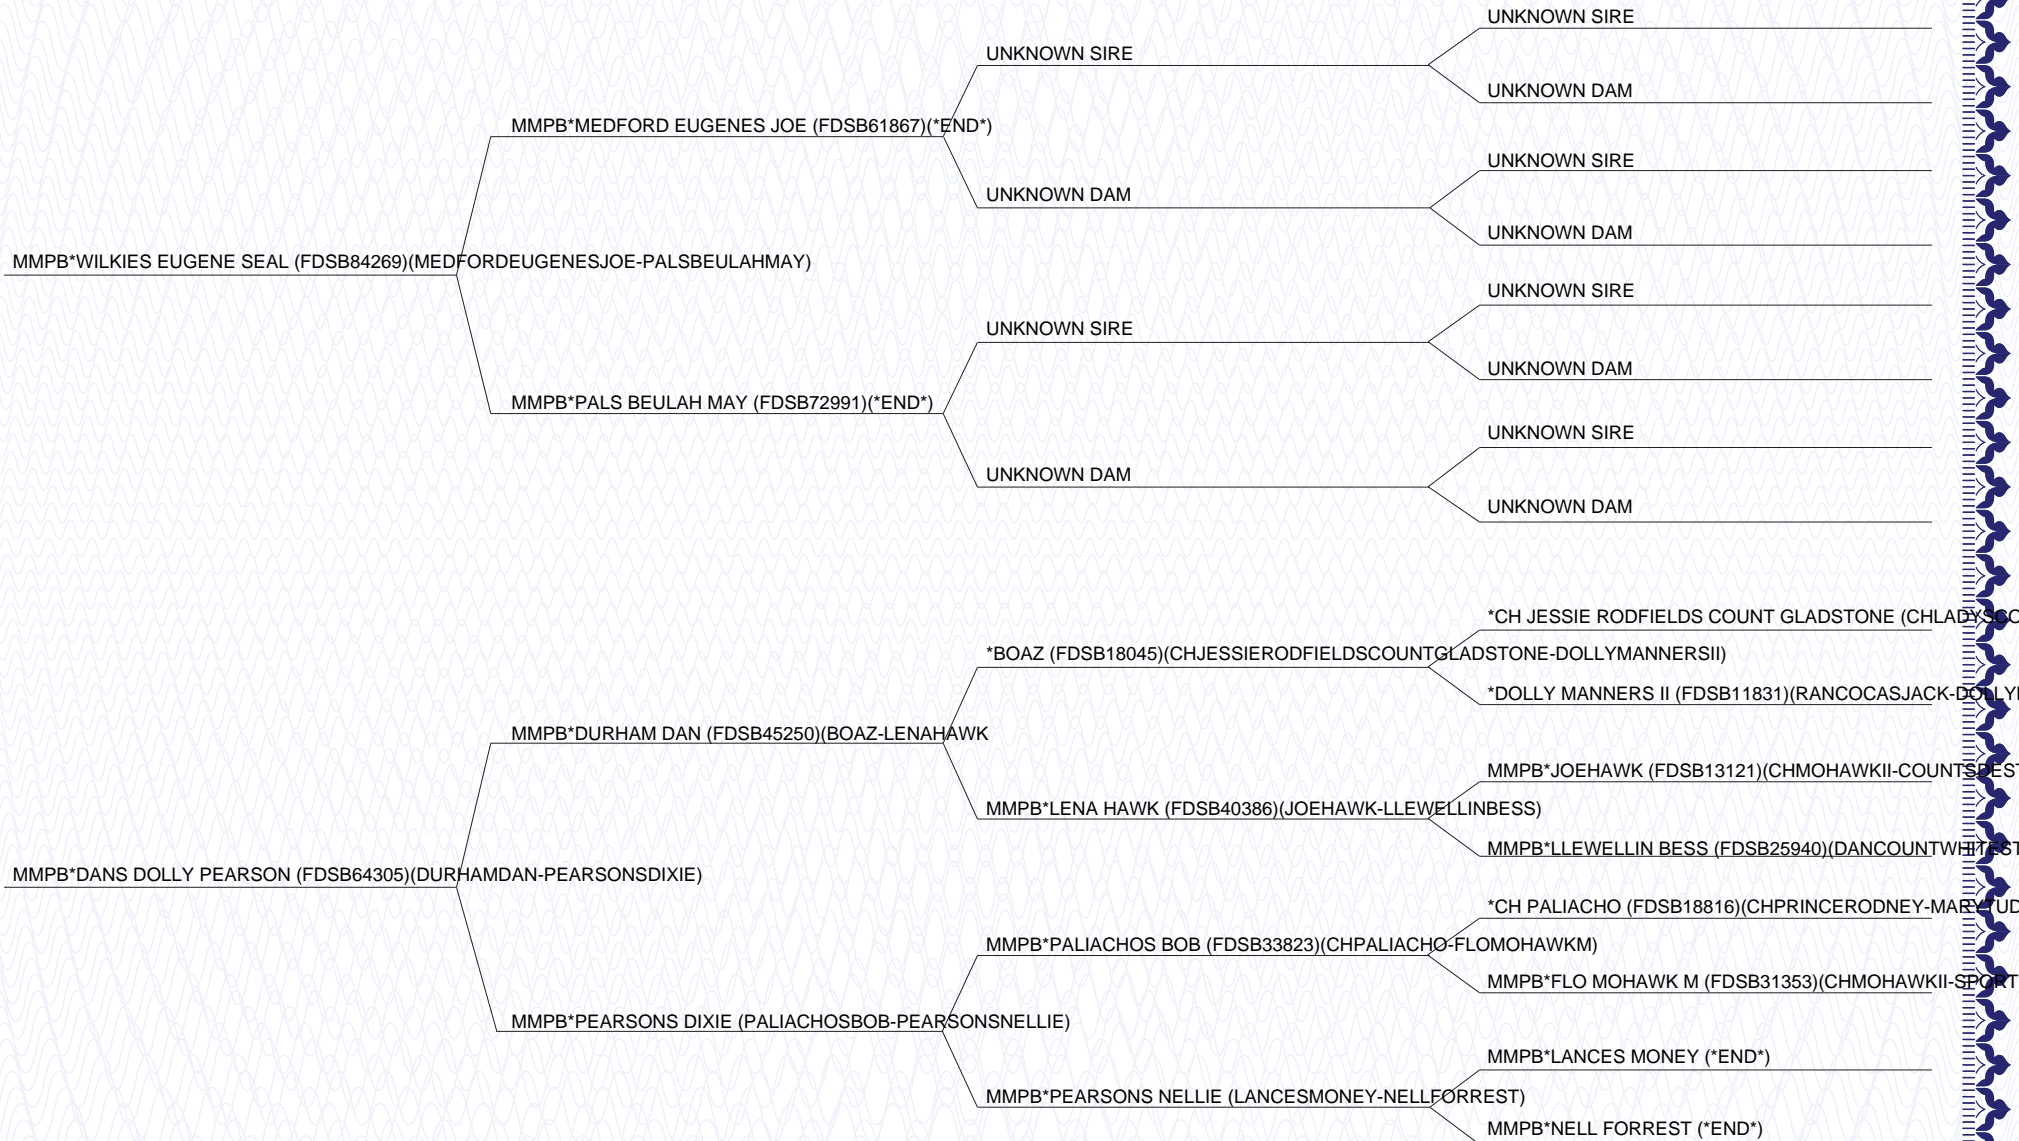 UNKNOWN SIRE
UNKNOWN SIRE
UNKNOWN DAM
MMPB*MEDFORD EUGENES JOE (FDSB61867)(*END*)
UNKNOWN SIRE
UNKNOWN DAM
UNKNOWN DAM
MMPB*WILKIES EUGENE SEAL (FDSB84269)(MEDFORDEUGENESJOE-PALSBEULAHMAY)
UNKNOWN SIRE
UNKNOWN SIRE
UNKNOWN DAM
MMPB*PALS BEULAH MAY (FDSB72991)(*END*)
UNKNOWN SIRE
UNKNOWN DAM
UNKNOWN DAM
*CH JESSIE RODFIELDS COUNT GLADSTONE (CHLADYSCO
*BOAZ (FDSB18045)(CHJESSIERODFIELDSCOUNTGLADSTONE-DOLLYMANNERSII)
*DOLLY MANNERS II (FDSB11831)(RANCOCASJACK-DOLLY
MMPB*DURHAM DAN (FDSB45250)(BOAZ-LENAHAWK
MMPB*JOEHAWK (FDSB13121)(CHMOHAWKII-COUNTSDEST
MMPB*LENA HAWK (FDSB40386)(JOEHAWK-LLEWELLINBESS)
MMPB*LLEWELLIN BESS (FDSB25940)(DANCOUNTWHITEST
MMPB*DANS DOLLY PEARSON (FDSB64305)(DURHAMDAN-PEARSONSDIXIE)
*CH PALIACHO (FDSB18816)(CHPRINCERODNEY-MARYTUD
MMPB*PALIACHOS BOB (FDSB33823)(CHPALIACHO-FLOMOHAWKM)
MMPB*FLO MOHAWK M (FDSB31353)(CHMOHAWKII-SPORT
MMPB*PEARSONS DIXIE (PALIACHOSBOB-PEARSONSNELLIE)
MMPB*LANCES MONEY (*END*)
MMPB*PEARSONS NELLIE (LANCESMONEY-NELLFORREST)
MMPB*NELL FORREST (*END*)